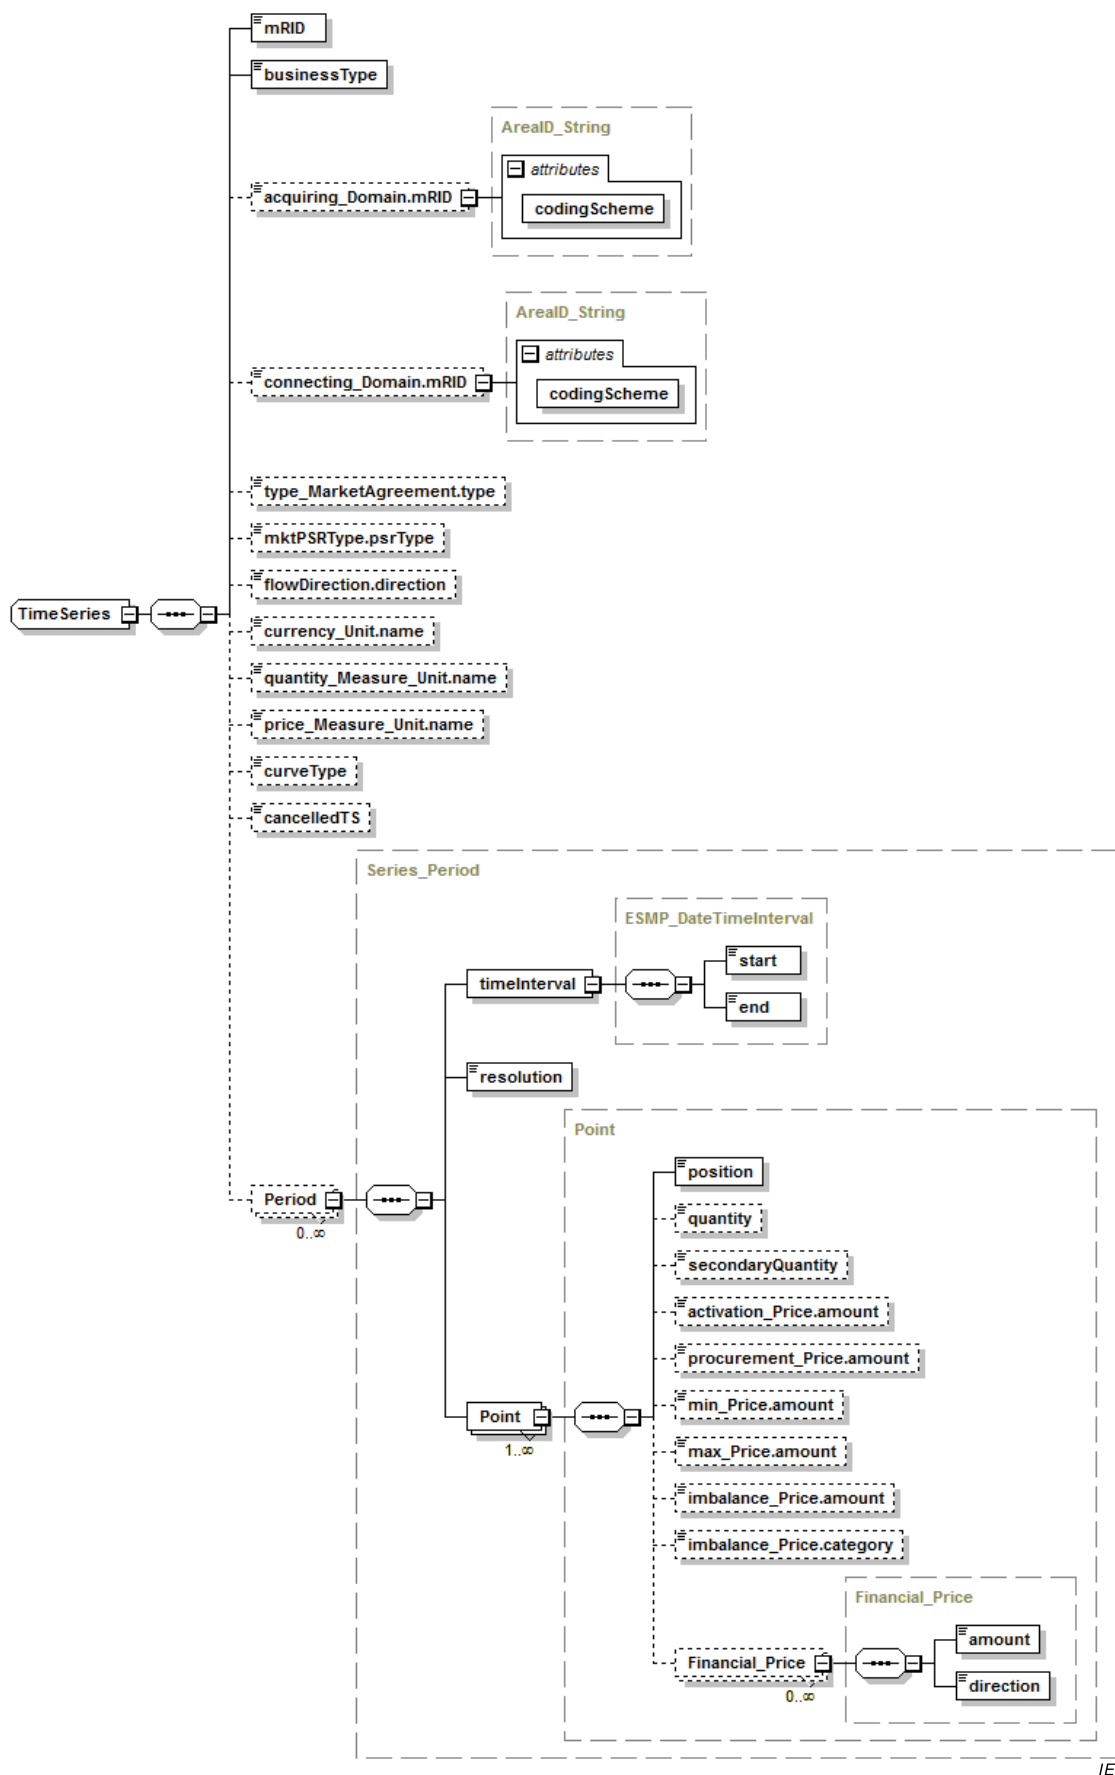 mRID
businessType
AreaID_String
attributes
acquiring_Domain.mRID
codingScheme
AreaID_String
attributes
connecting_Domain.mRID
codingScheme
type_MarketAgreement.type
mktPSRType.psrType
flowDirection.direction
TimeSeries
currency_Unit.name
quantity_Measure_Unit.name
price_Measure_Unit.name
curveType
cancelledTS
Series_Period
ESMP_DateTimeInterval
start
timeInterval
end
resolution
Point
position
Period
0..∞
quantity
secondaryQuantity
activation_Price.amount
procurement_Price.amount
min_Price.amount
Point
1..∞
max_Price.amount
imbalance_Price.amount
imbalance_Price.category
Financial_Price
amount
Financial_Price
0..∞
direction
IE